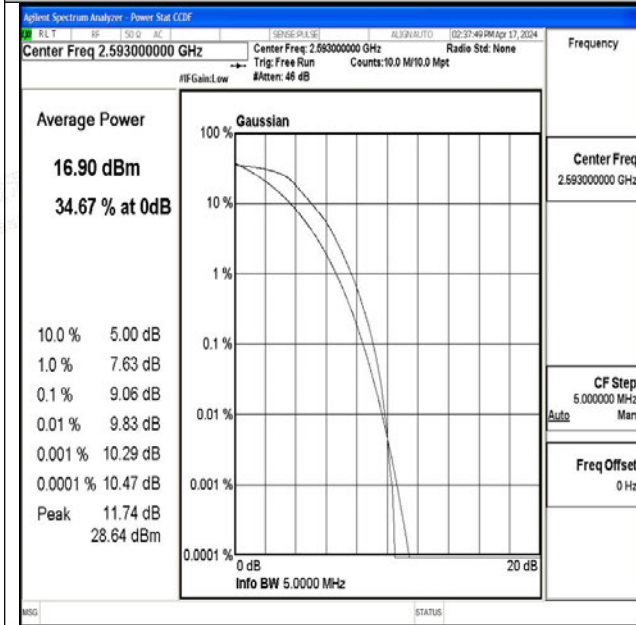 Agilent Spectrum Analyzer - Power Stat CCDF
RL T RF 50 Ω AC SENSE:PULSE ALIGN AUTO 02:37:49 PM Apr 17, 2024
Center Freq 2.593000000 GHz
Center Freq: 2.593000000 GHz Radio Std: None
Trig: Free Run Counts:10.0 M/10.0 Mpt
#IFGain:Low #Atten: 46 dB
Frequency
Average Power
16.90 dBm
34.67 % at 0dB
10.0 % 5.00 dB
1.0 % 7.63 dB
0.1 % 9.06 dB
0.01 % 9.83 dB
0.001 % 10.29 dB
0.0001 % 10.47 dB
Peak 11.74 dB
28.64 dBm
Gaussian
100 %
10 %
1 %
0.1 %
0.01 %
0.001 %
0.0001 %
0 dB 20 dB
Info BW 5.0000 MHz
Center Freq
2.593000000 GHz
CF Step
5.000000 MHz
Auto Man
Freq Offset
0 Hz
MSG STATUS